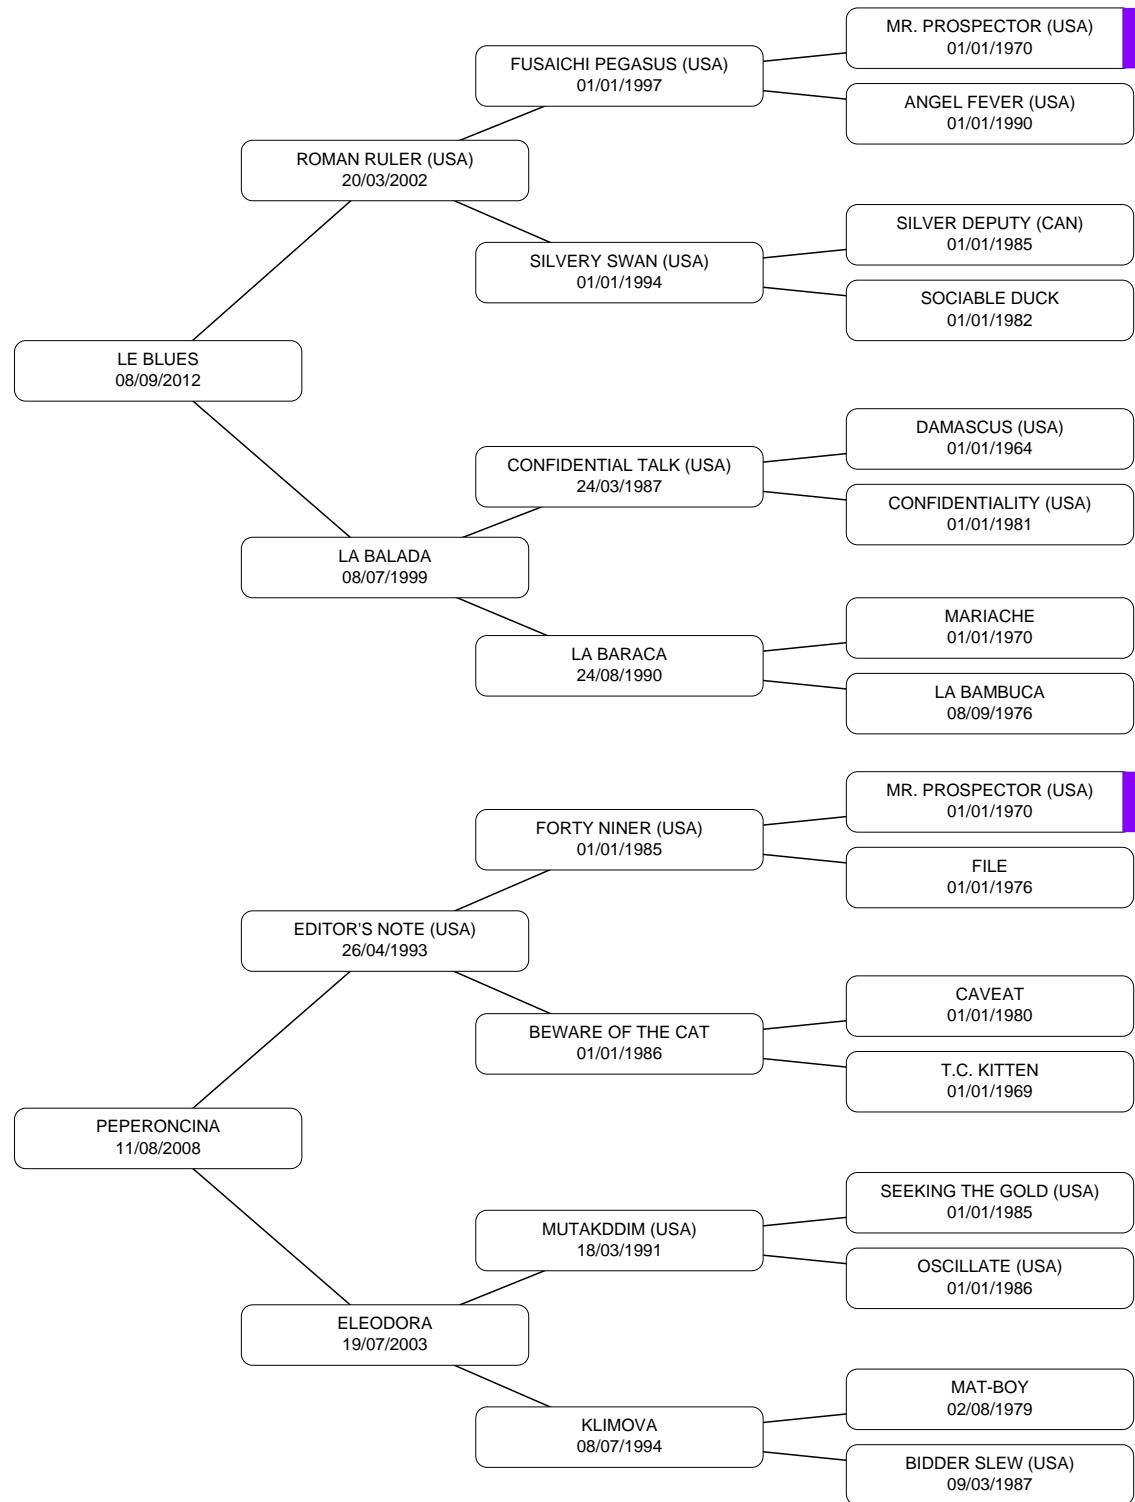 MR. PROSPECTOR (USA)
01/01/1970
FUSAICHI PEGASUS (USA)
01/01/1997
ANGEL FEVER (USA)
01/01/1990
ROMAN RULER (USA)
20/03/2002
SILVER DEPUTY (CAN)
01/01/1985
SILVERY SWAN (USA)
01/01/1994
SOCIABLE DUCK
01/01/1982
LE BLUES
08/09/2012
DAMASCUS (USA)
01/01/1964
CONFIDENTIAL TALK (USA)
24/03/1987
CONFIDENTIALITY (USA)
01/01/1981
LA BALADA
08/07/1999
MARIACHE
01/01/1970
LA BARACA
24/08/1990
LA BAMBUCA
08/09/1976
MR. PROSPECTOR (USA)
01/01/1970
FORTY NINER (USA)
01/01/1985
FILE
01/01/1976
EDITOR'S NOTE (USA)
26/04/1993
CAVEAT
01/01/1980
BEWARE OF THE CAT
01/01/1986
T.C. KITTEN
01/01/1969
PEPERONCINA
11/08/2008
SEEKING THE GOLD (USA)
01/01/1985
MUTAKDDIM (USA)
18/03/1991
OSCILLATE (USA)
01/01/1986
ELEODORA
19/07/2003
MAT-BOY
02/08/1979
KLIMOVA
08/07/1994
BIDDER SLEW (USA)
09/03/1987